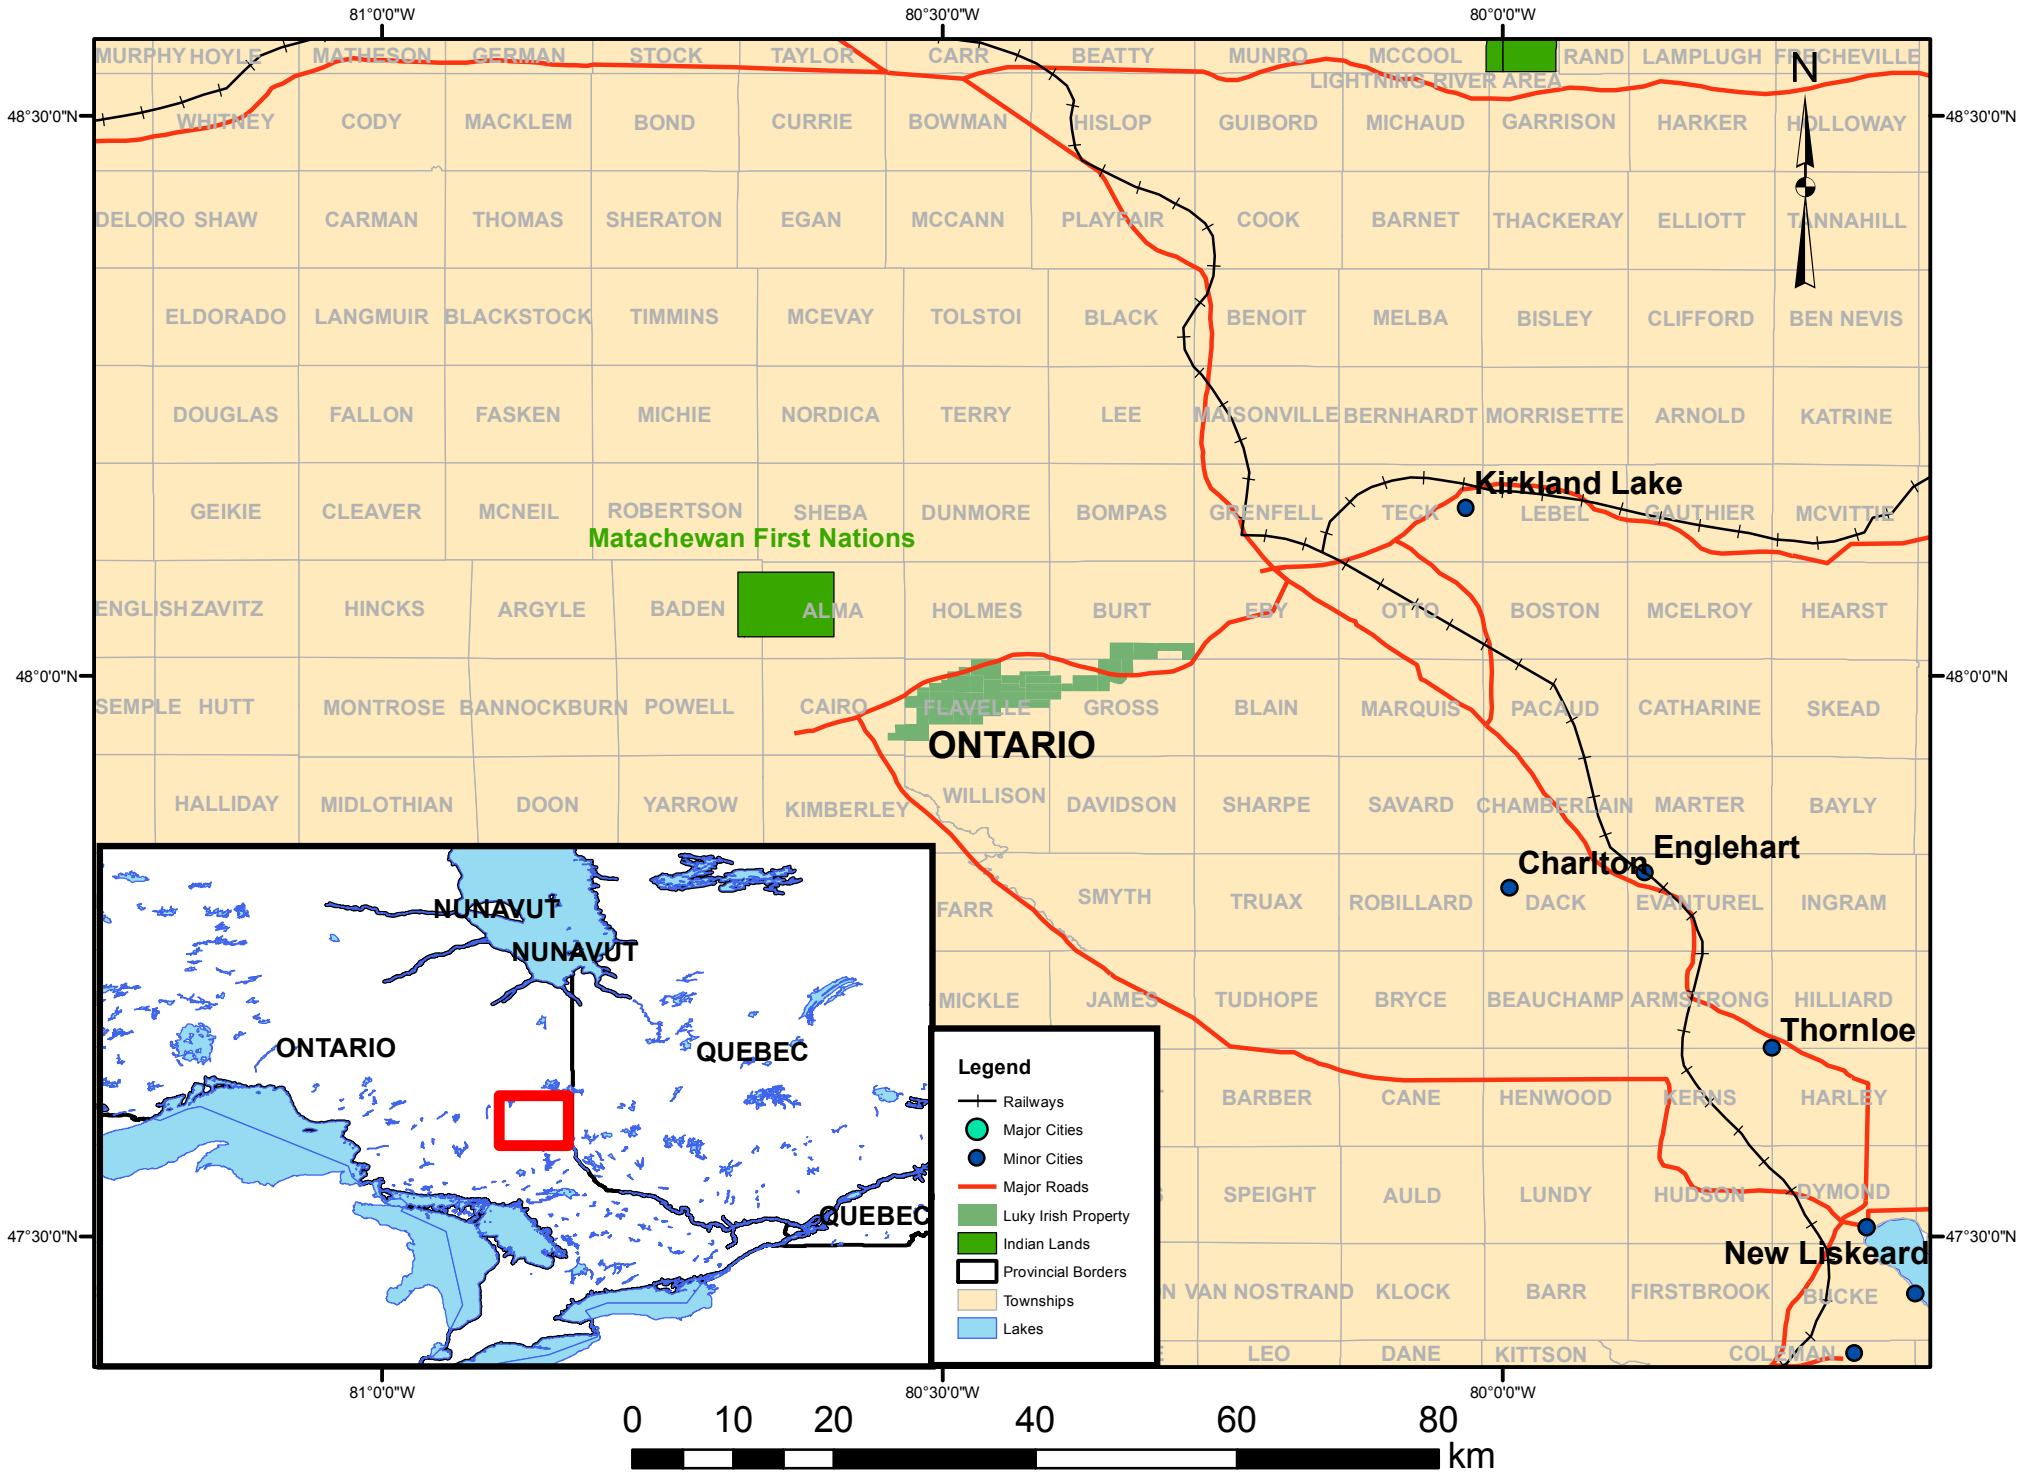 81°0'0"W 80°30'0"W 80°0'0"W
MURPHY HOYLE MATHESON GERMAN STOCK TAYLOR CARR BEATTY MUNRO MCCOOL RAND LAMPLUGH FRECHEVILLE
N
LIGHTNING RIVER AREA
48°30'0"N 48°30'0"N
WHITNEY CODY MACKLEM BOND CURRIE BOWMAN HISLOP GUIBORD MICHAUD GARRISON HARKER HOLLOWAY
DELORO SHAW CARMAN THOMAS SHERATON EGAN MCCANN PLAYFAIR COOK BARNET THACKERAY ELLIOTT TANNAHILL
ELDORADO LANGMUIR BLACKSTOCK TIMMINS MCEVAY TOLSTOI BLACK BENOIT MELBA BISLEY CLIFFORD BEN NEVIS
DOUGLAS FALLON FASKEN MICHIE NORDICA TERRY LEE MAISONVILLE BERNHARDT MORRISETTE ARNOLD KATRINE
Kirkland Lake
GEIKIE CLEAVER MCNEIL ROBERTSON SHEBA DUNMORE BOMPAS GRENFELL TECK LEBEL GAUTHIER MCVITTIE
Matachewan First Nations
ENGLISH ZAVITZ HINCKS ARGYLE BADEN ALMA HOLMES BURT EBY OTTO BOSTON MCELROY HEARST
48°0'0"N 48°0'0"N
SEMPLE HUTT MONTROSE BANNOCKBURN POWELL CAIRO FLAVELLE GROSS BLAIN MARQUIS PACAUD CATHARINE SKEAD
ONTARIO
HALLIDAY MIDLOTHIAN DOON YARROW KIMBERLEY WILLISON DAVIDSON SHARPE SAVARD CHAMBERLAIN MARTER BAYLY
Charlton Englehart
FARR SMYTH TRUAX ROBILLARD DACK EVANTUREL INGRAM
MICKLE JAMES TUDHOPE BRYCE BEAUCHAMP ARMSTRONG HILLIARD
Thornloe
BARBER CANE HENWOOD KERNS HARLEY
SPEIGHT AULD LUNDY HUDSON DYMOND
47°30'0"N 47°30'0"N
New Liskeard
N VAN NOSTRAND KLOCK BARR FIRSTBROOK BUCKE
LEO DANE KITTSON COLEMAN
NUNAVUT
NUNAVUT
ONTARIO QUEBEC
QUEBEC
Legend
Railways
Major Cities
Minor Cities
Major Roads
Luky Irish Property
Indian Lands
Provincial Borders
Townships
Lakes
81°0'0"W 80°30'0"W 80°0'0"W
0 10 20 40 60 80
km